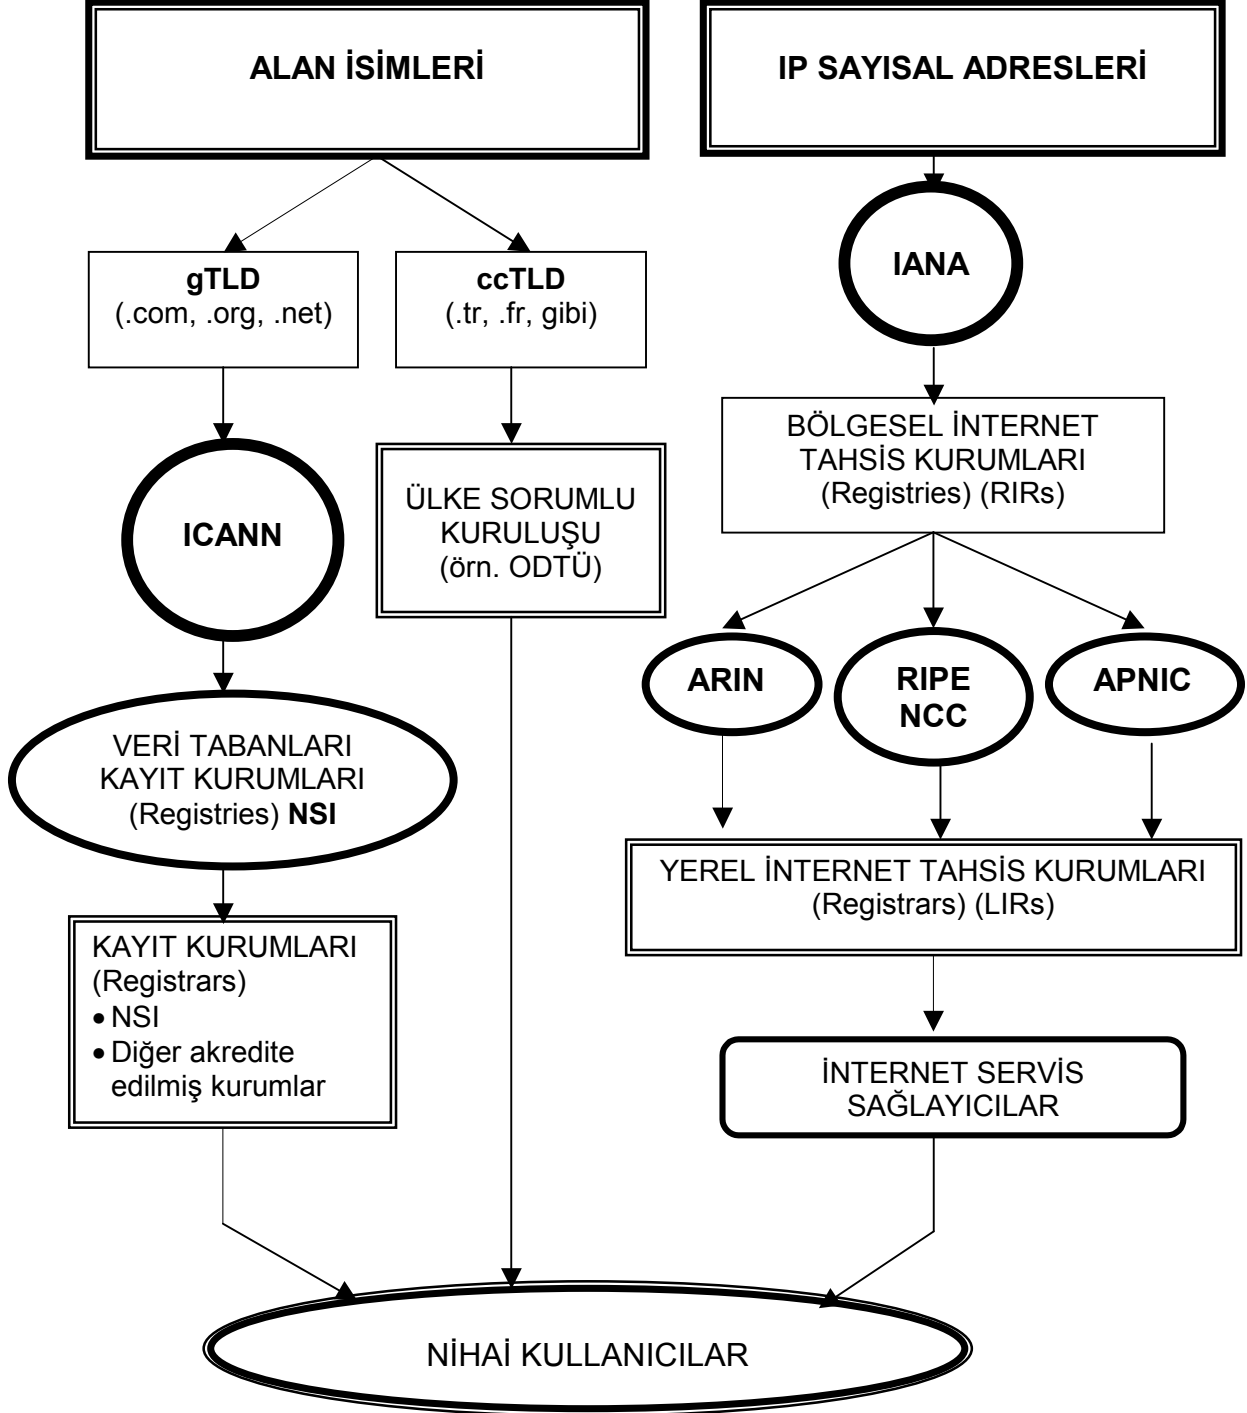 ALAN İSİMLERİ
IP SAYISAL ADRESLERİ
gTLD
(.com, .org, .net)
ccTLD
(.tr, .fr, gibi)
IANA
ICANN
ÜLKE SORUMLU
KURULUŞU
(örn. ODTÜ)
BÖLGESEL İNTERNET
TAHSİS KURUMLARI
(Registries) (RIRs)
ARIN
RIPE
NCC
APNIC
VERİ TABANLARI
KAYIT KURUMLARI
(Registries) NSI
YEREL İNTERNET TAHSİS KURUMLARI
(Registrars) (LIRs)
KAYIT KURUMLARI
(Registrars)
• NSI
• Diğer akredite
edilmiş kurumlar
İNTERNET SERVİS
SAĞLAYICILAR
NİHAİ KULLANICILAR